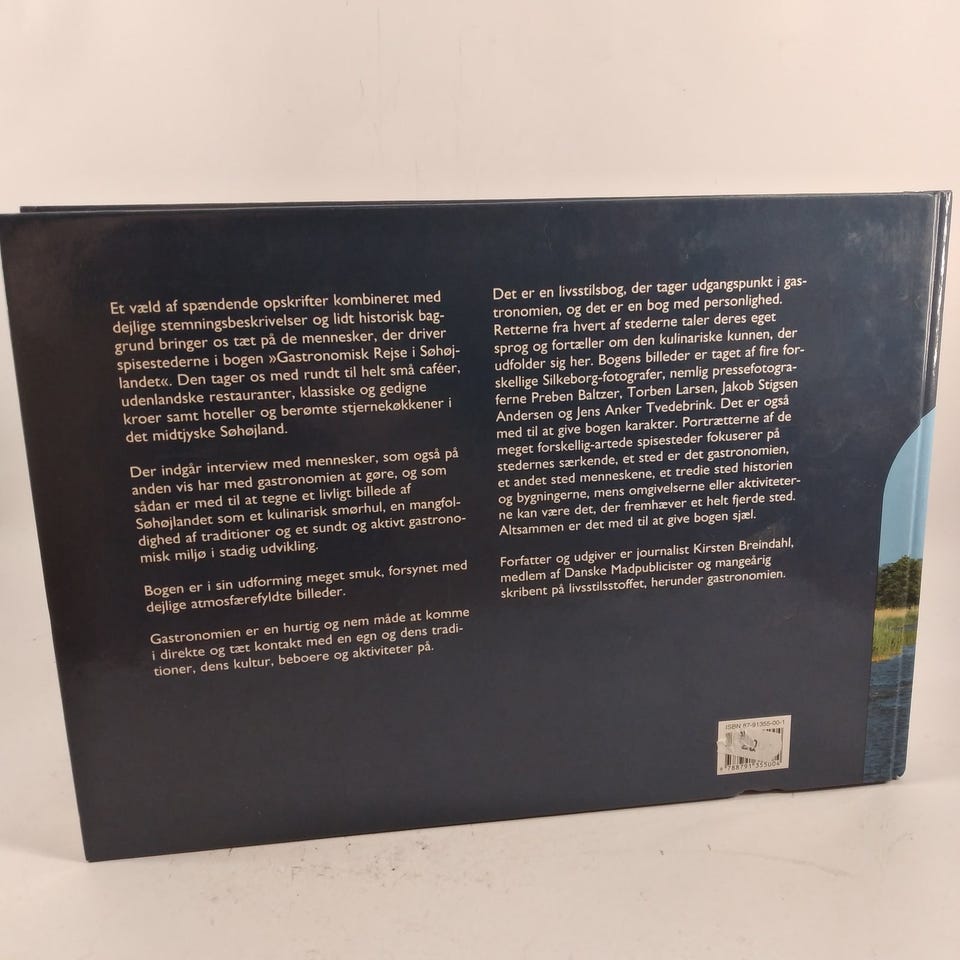 Et væld af spændende opskrifter kombineret med
dejlige stemningsbeskrivelser og lidt historisk bag-
grund bringer os tæt på de mennesker, der driver
spisestederne i bogen »Gastronomisk Rejse i Søhøj-
landet«. Den tager os med rundt til helt små caféer,
udenlandske restauranter, klassiske og gedigne
kroer samt hoteller og berømte stjernekøkkener i
det midtjyske Søhøjland.
Der indgår interview med mennesker, som også på
anden vis har med gastronomien at gøre, og som
sådan er med til at tegne et livligt billede af
Søhøjlandet som et kulinarisk smørhul, en mangfol-
dighed af traditioner og et sundt og aktivt gastrono-
misk miljø i stadig udvikling.
Bogen er i sin udforming meget smuk, forsynet med
dejlige atmosfærefyldte billeder.
Gastronomien er en hurtig og nem måde at komme
i direkte og tæt kontakt med en egn og dens tradi-
tioner, dens kultur, beboere og aktiviteter på.
Det er en livsstilsbog, der tager udgangspunkt i gas-
tronomien, og det er en bog med personlighed.
Retterne fra hvert af stederne taler deres eget
sprog og fortæller om den kulinariske kunnen, der
udfolder sig her. Bogens billeder er taget af fire for-
skellige Silkeborg-fotografer, nemlig pressefotogra-
ferne Preben Baltzer, Torben Larsen, Jakob Stigsen
Andersen og Jens Anker Tvedebrink. Det er også
med til at give bogen karakter. Portrætterne af de
meget forskellig-artede spisesteder fokuserer på
stedernes særkende, et sted er det gastronomien,
et andet sted menneskene, et tredie sted historien
og bygningerne, mens omgivelserne eller aktiviteter-
ne kan være det, der fremhæver et helt fjerde sted.
Altsammen er det med til at give bogen sjæl.
Forfatter og udgiver er journalist Kirsten Breindahl,
medlem af Danske Madpublicister og mangeårig
skribent på livsstilsstoffet, herunder gastronomien.
ISBN 87-91355-00-1
9 788791 355004